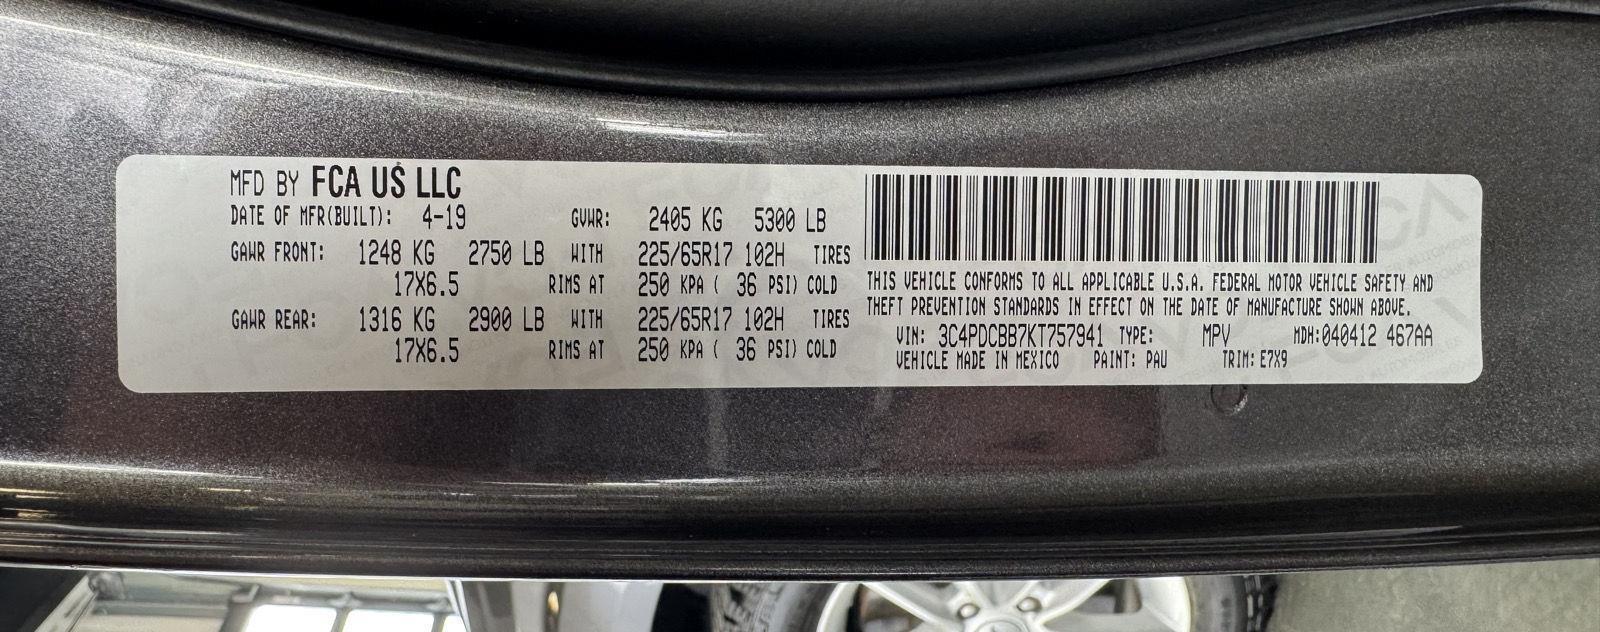 MFD BY FCA US LLC
DATE OF MFR(BUILT): 4-19 GVWR: 2405 KG 5300 LB
GAWR FRONT: 1248 KG 2750 LB WITH 225/65R17 102H TIRES
17X6.5 RIMS AT 250 KPA ( 36 PSI) COLD
GAWR REAR: 1316 KG 2900 LB WITH 225/65R17 102H TIRES
17X6.5 RIMS AT 250 KPA ( 36 PSI) COLD
THIS VEHICLE CONFORMS TO ALL APPLICABLE U.S.A. FEDERAL MOTOR VEHICLE SAFETY AND
THEFT PREVENTION STANDARDS IN EFFECT ON THE DATE OF MANUFACTURE SHOWN ABOVE.
VIN: 3C4PDCBB7KT757941 TYPE: MPV MDH:040412 467AA
VEHICLE MADE IN MEXICO PAINT: PAU TRIM: E7X9